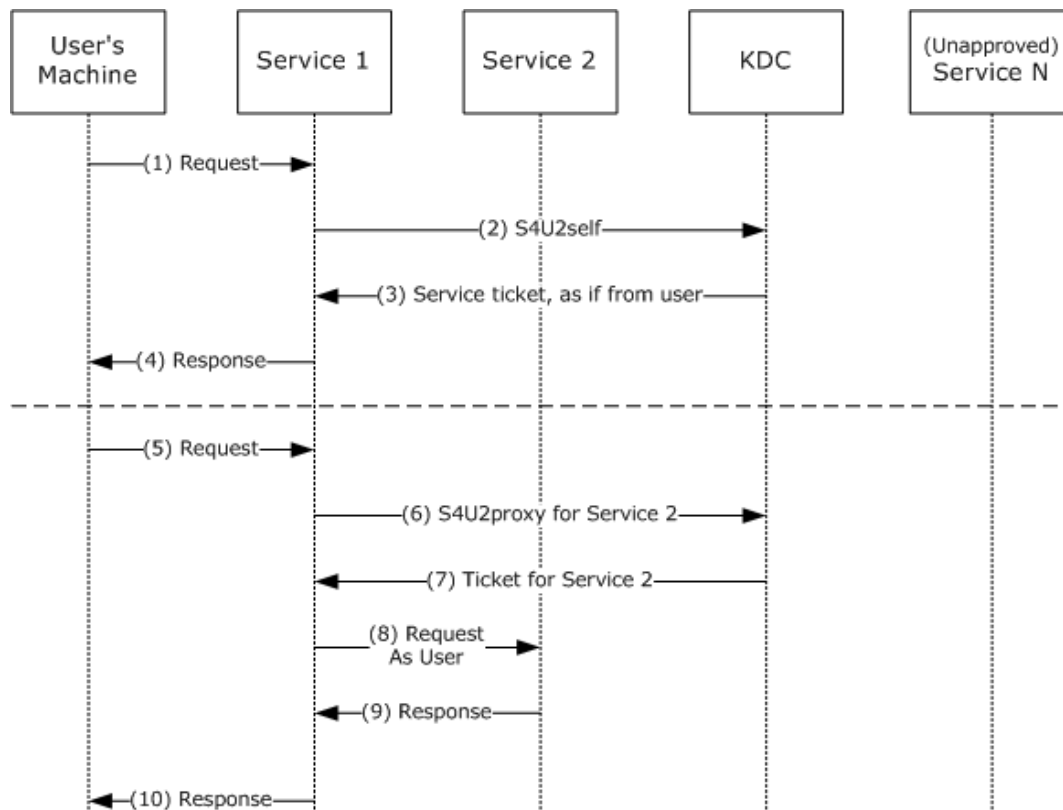 User's
Machine
Service 1
Service 2
KDC
(Unapproved)
Service N
(1) Request
(2) S4U2self
(3) Service ticket, as if from user
(4) Response
(5) Request
(6) S4U2proxy for Service 2
(7) Ticket for Service 2
(8) Request
As User
(9) Response
(10) Response